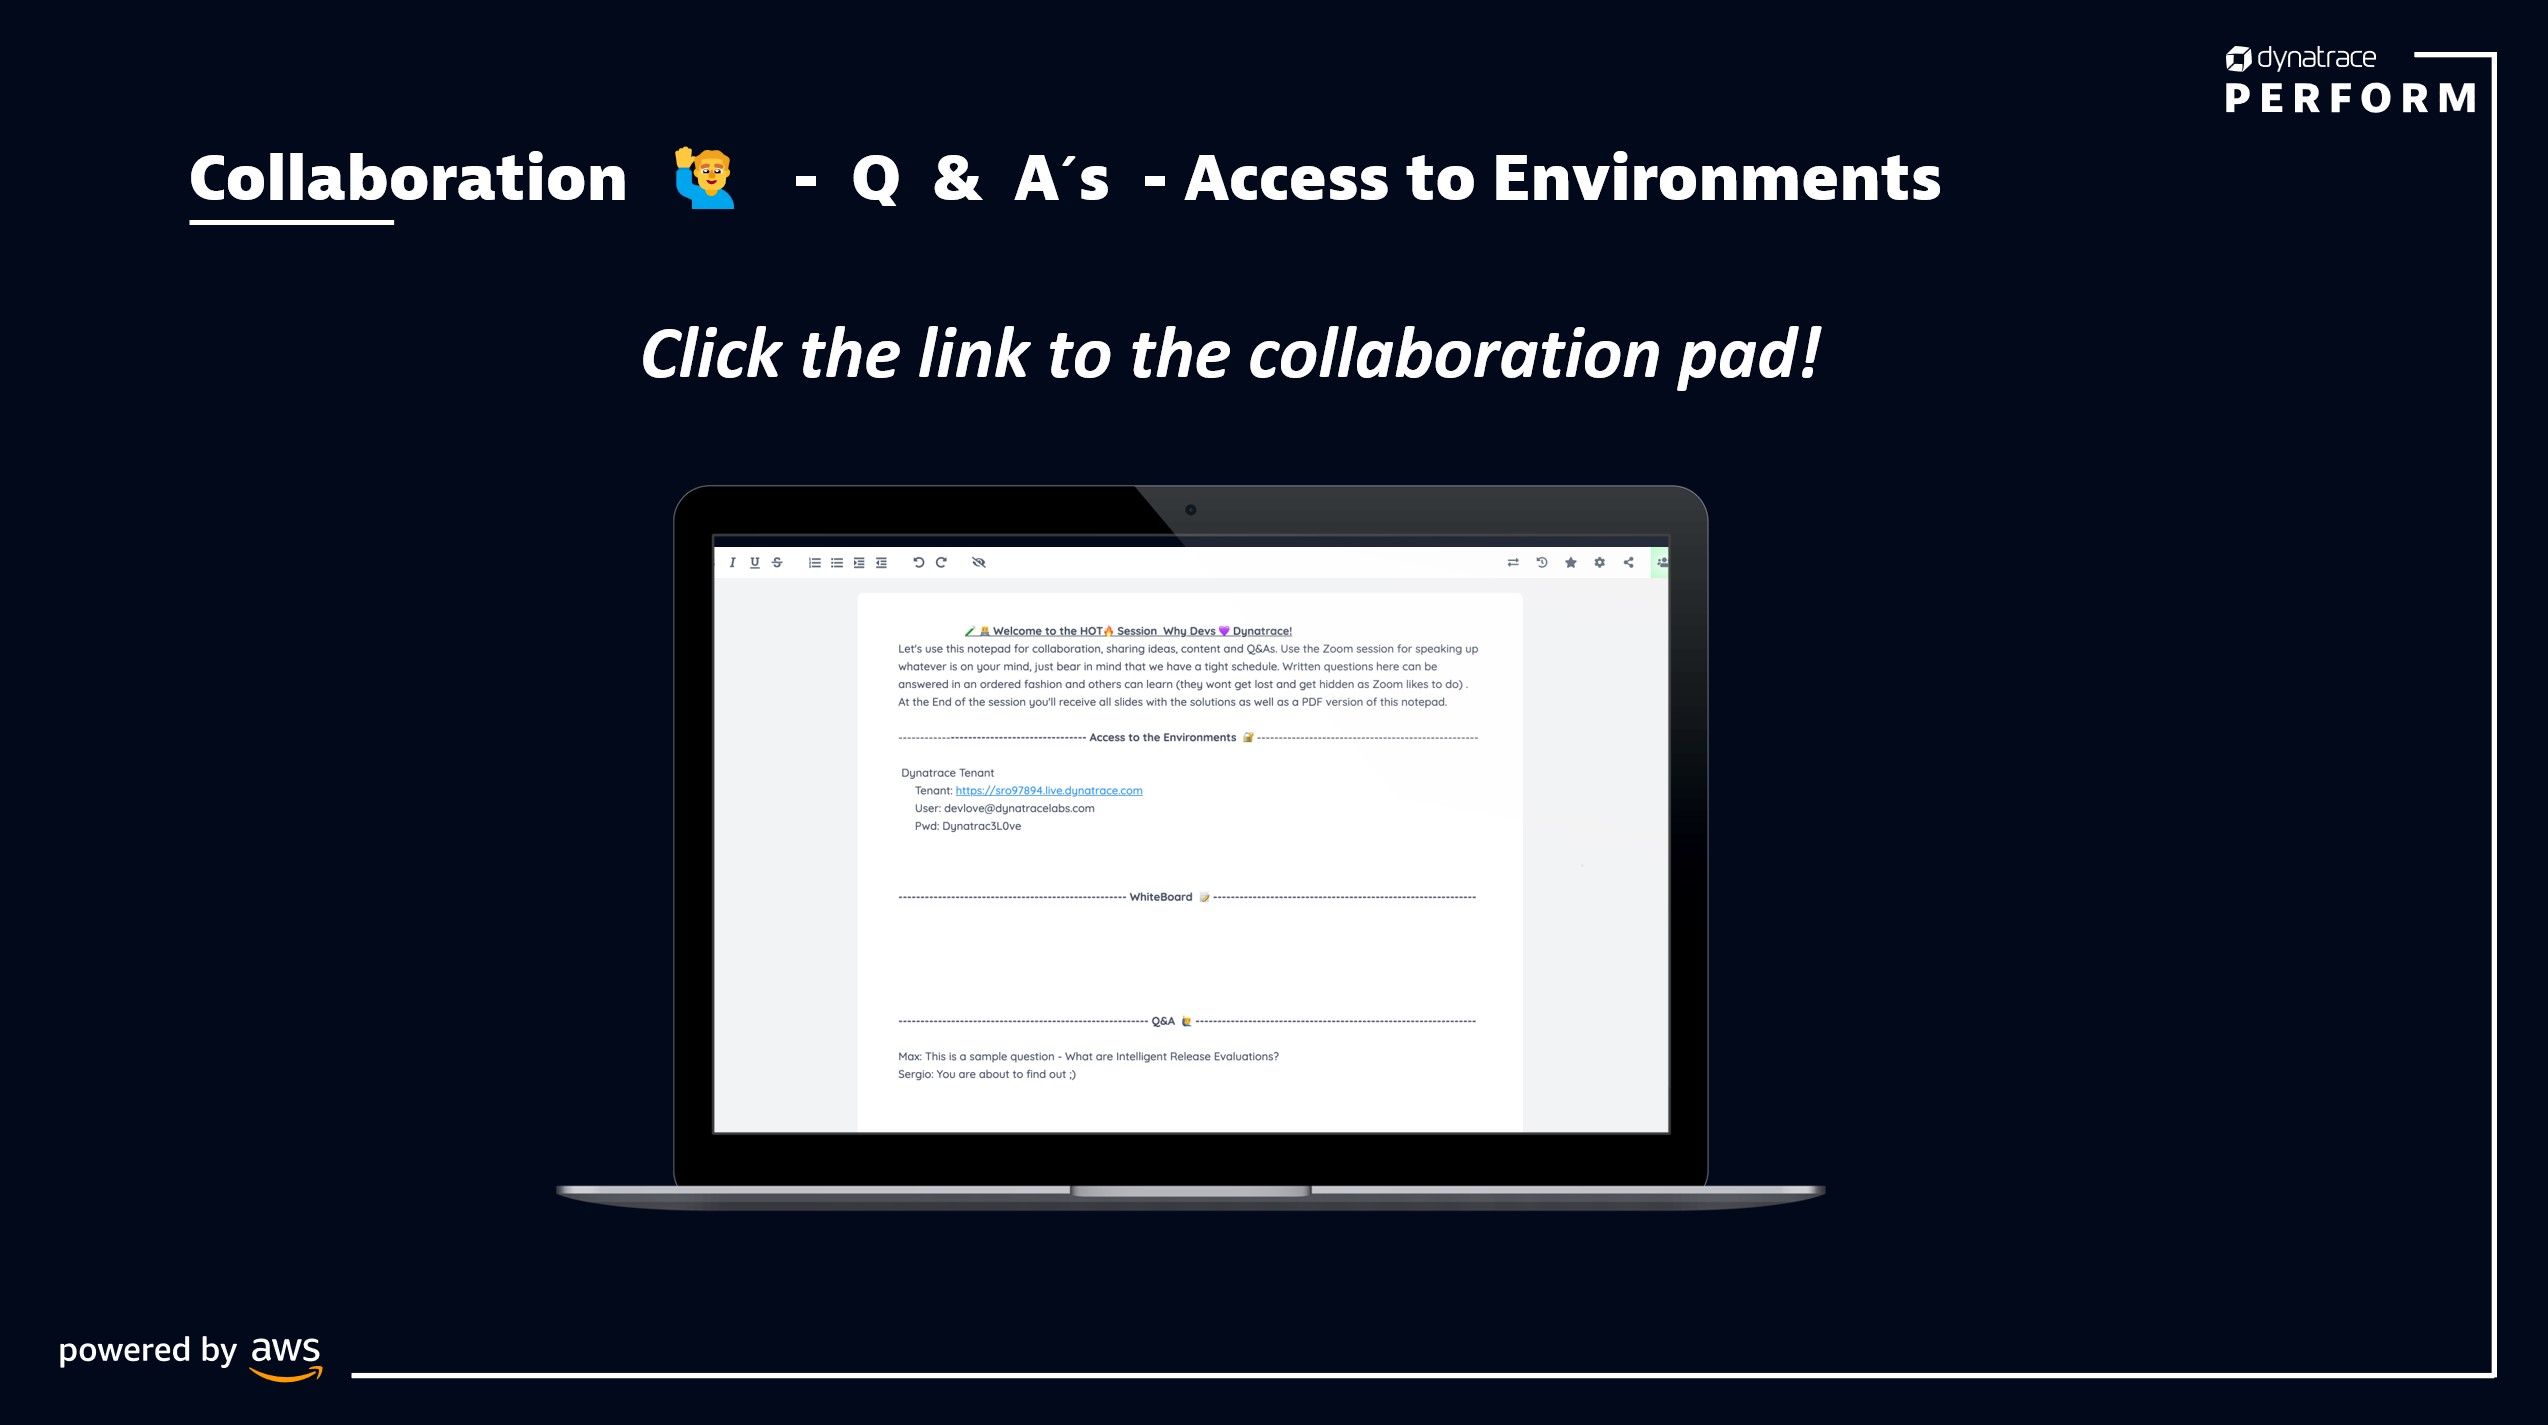 dynatrace
PERFORM
Collaboration 🙋‍♂️ - Q & A´s - Access to Environments
Click the link to the collaboration pad!
Welcome to the HOT🔥 Session Why Devs 💜 Dynatrace!
Let's use this notepad for collaboration, sharing ideas, content and Q&As. Use the Zoom session for speaking up
whatever is on your mind, just bear in mind that we have a tight schedule. Written questions here can be
answered in an ordered fashion and others can learn (they wont get lost and get hidden as Zoom likes to do) .
At the End of the session you'll receive all slides with the solutions as well as a PDF version of this notepad.
------------------------------------------- Access to the Environments 🔐 ---------------------------------------------------
Dynatrace Tenant
Tenant: https://sro97894.live.dynatrace.com
User: devlove@dynatracelabs.com
Pwd: Dynatrac3L0ve
----------------------------------------------------- WhiteBoard 📝 -------------------------------------------------------------
---------------------------------------------------------- Q&A 🙋 -----------------------------------------------------------------
Max: This is a sample question - What are Intelligent Release Evaluations?
Sergio: You are about to find out ;)
powered by aws